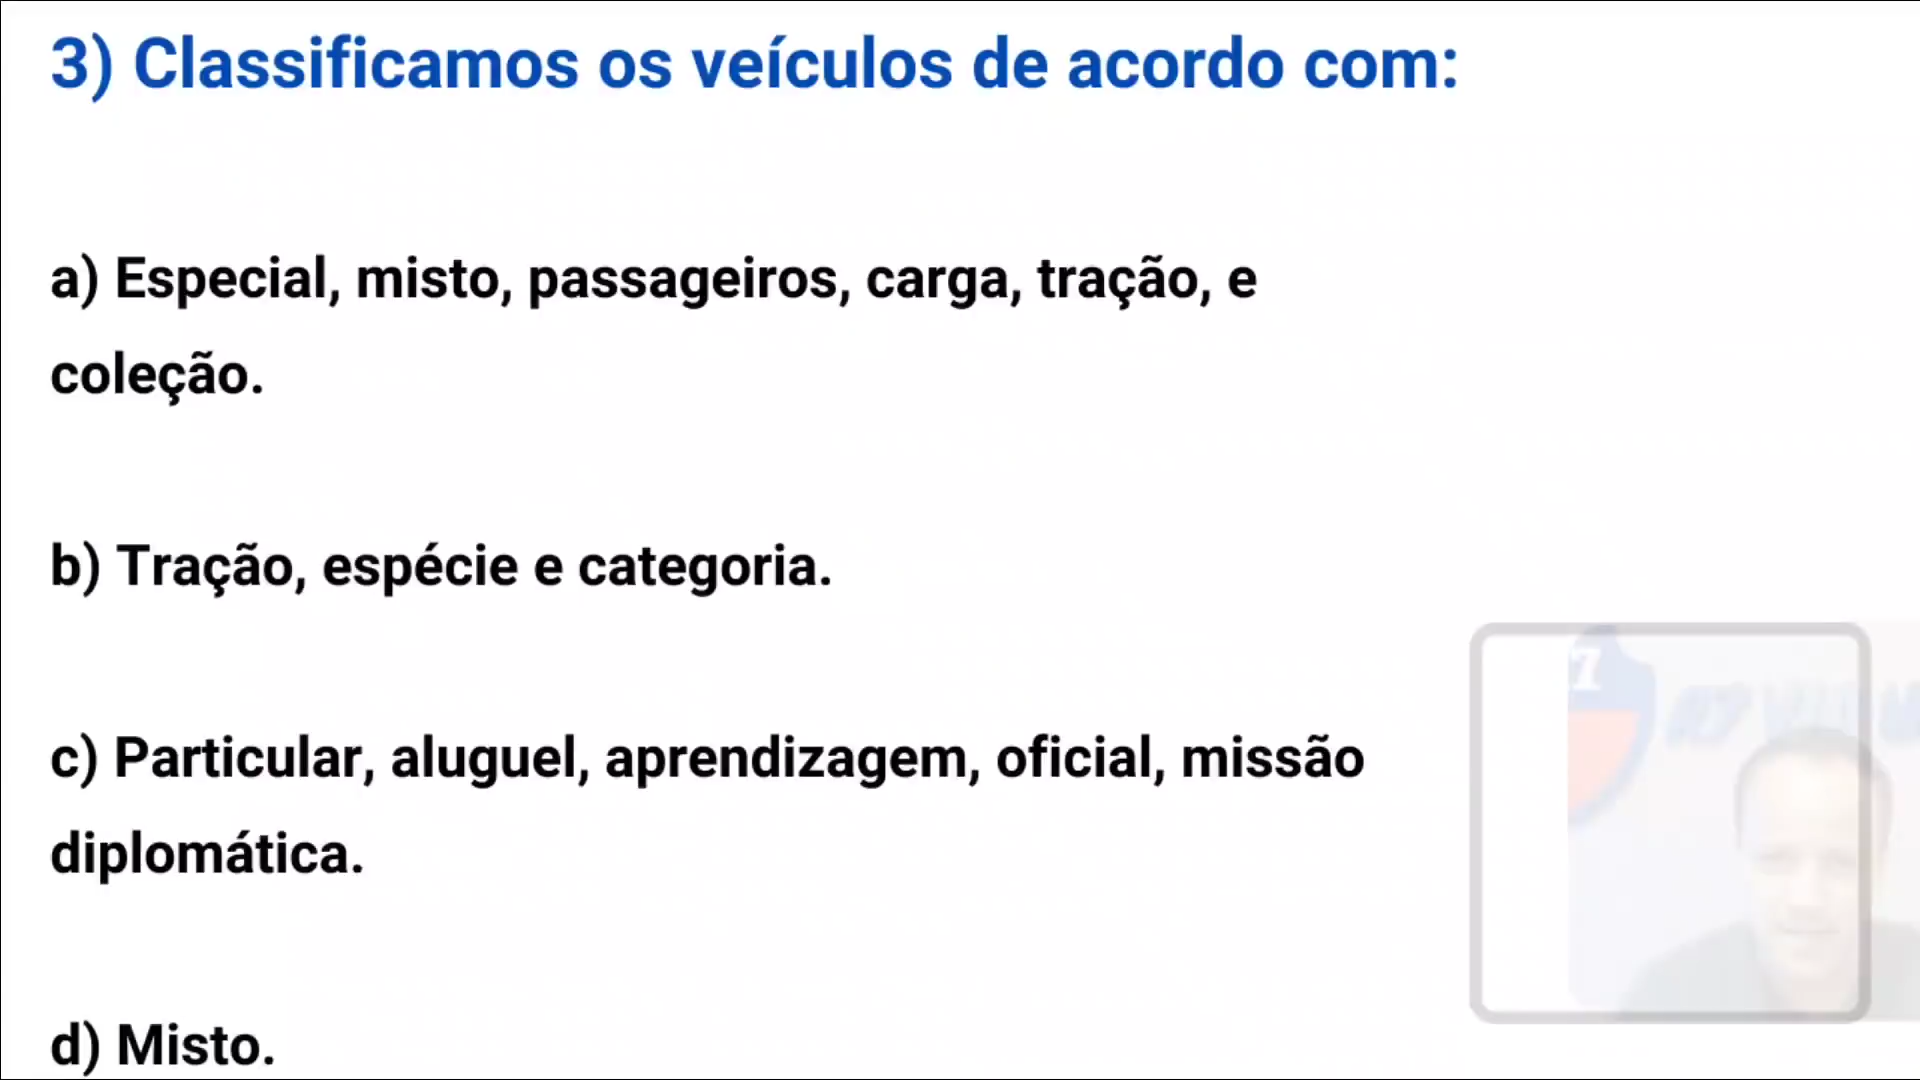 3) Classificamos os veículos de acordo com:
a) Especial, misto, passageiros, carga, tração, e
coleção.
b) Tração, espécie e categoria.
7
c) Particular, aluguel, aprendizagem, oficial, missão
diplomática.
d) Misto.